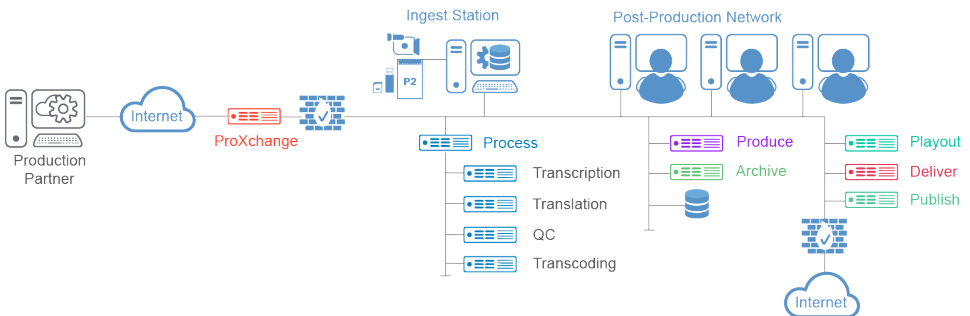 Ingest Station
Post-Production Network
P2
Internet
ProXchange
Production
Partner
Process
Transcription
Translation
QC
Transcoding
Produce
Archive
Playout
Deliver
Publish
Internet